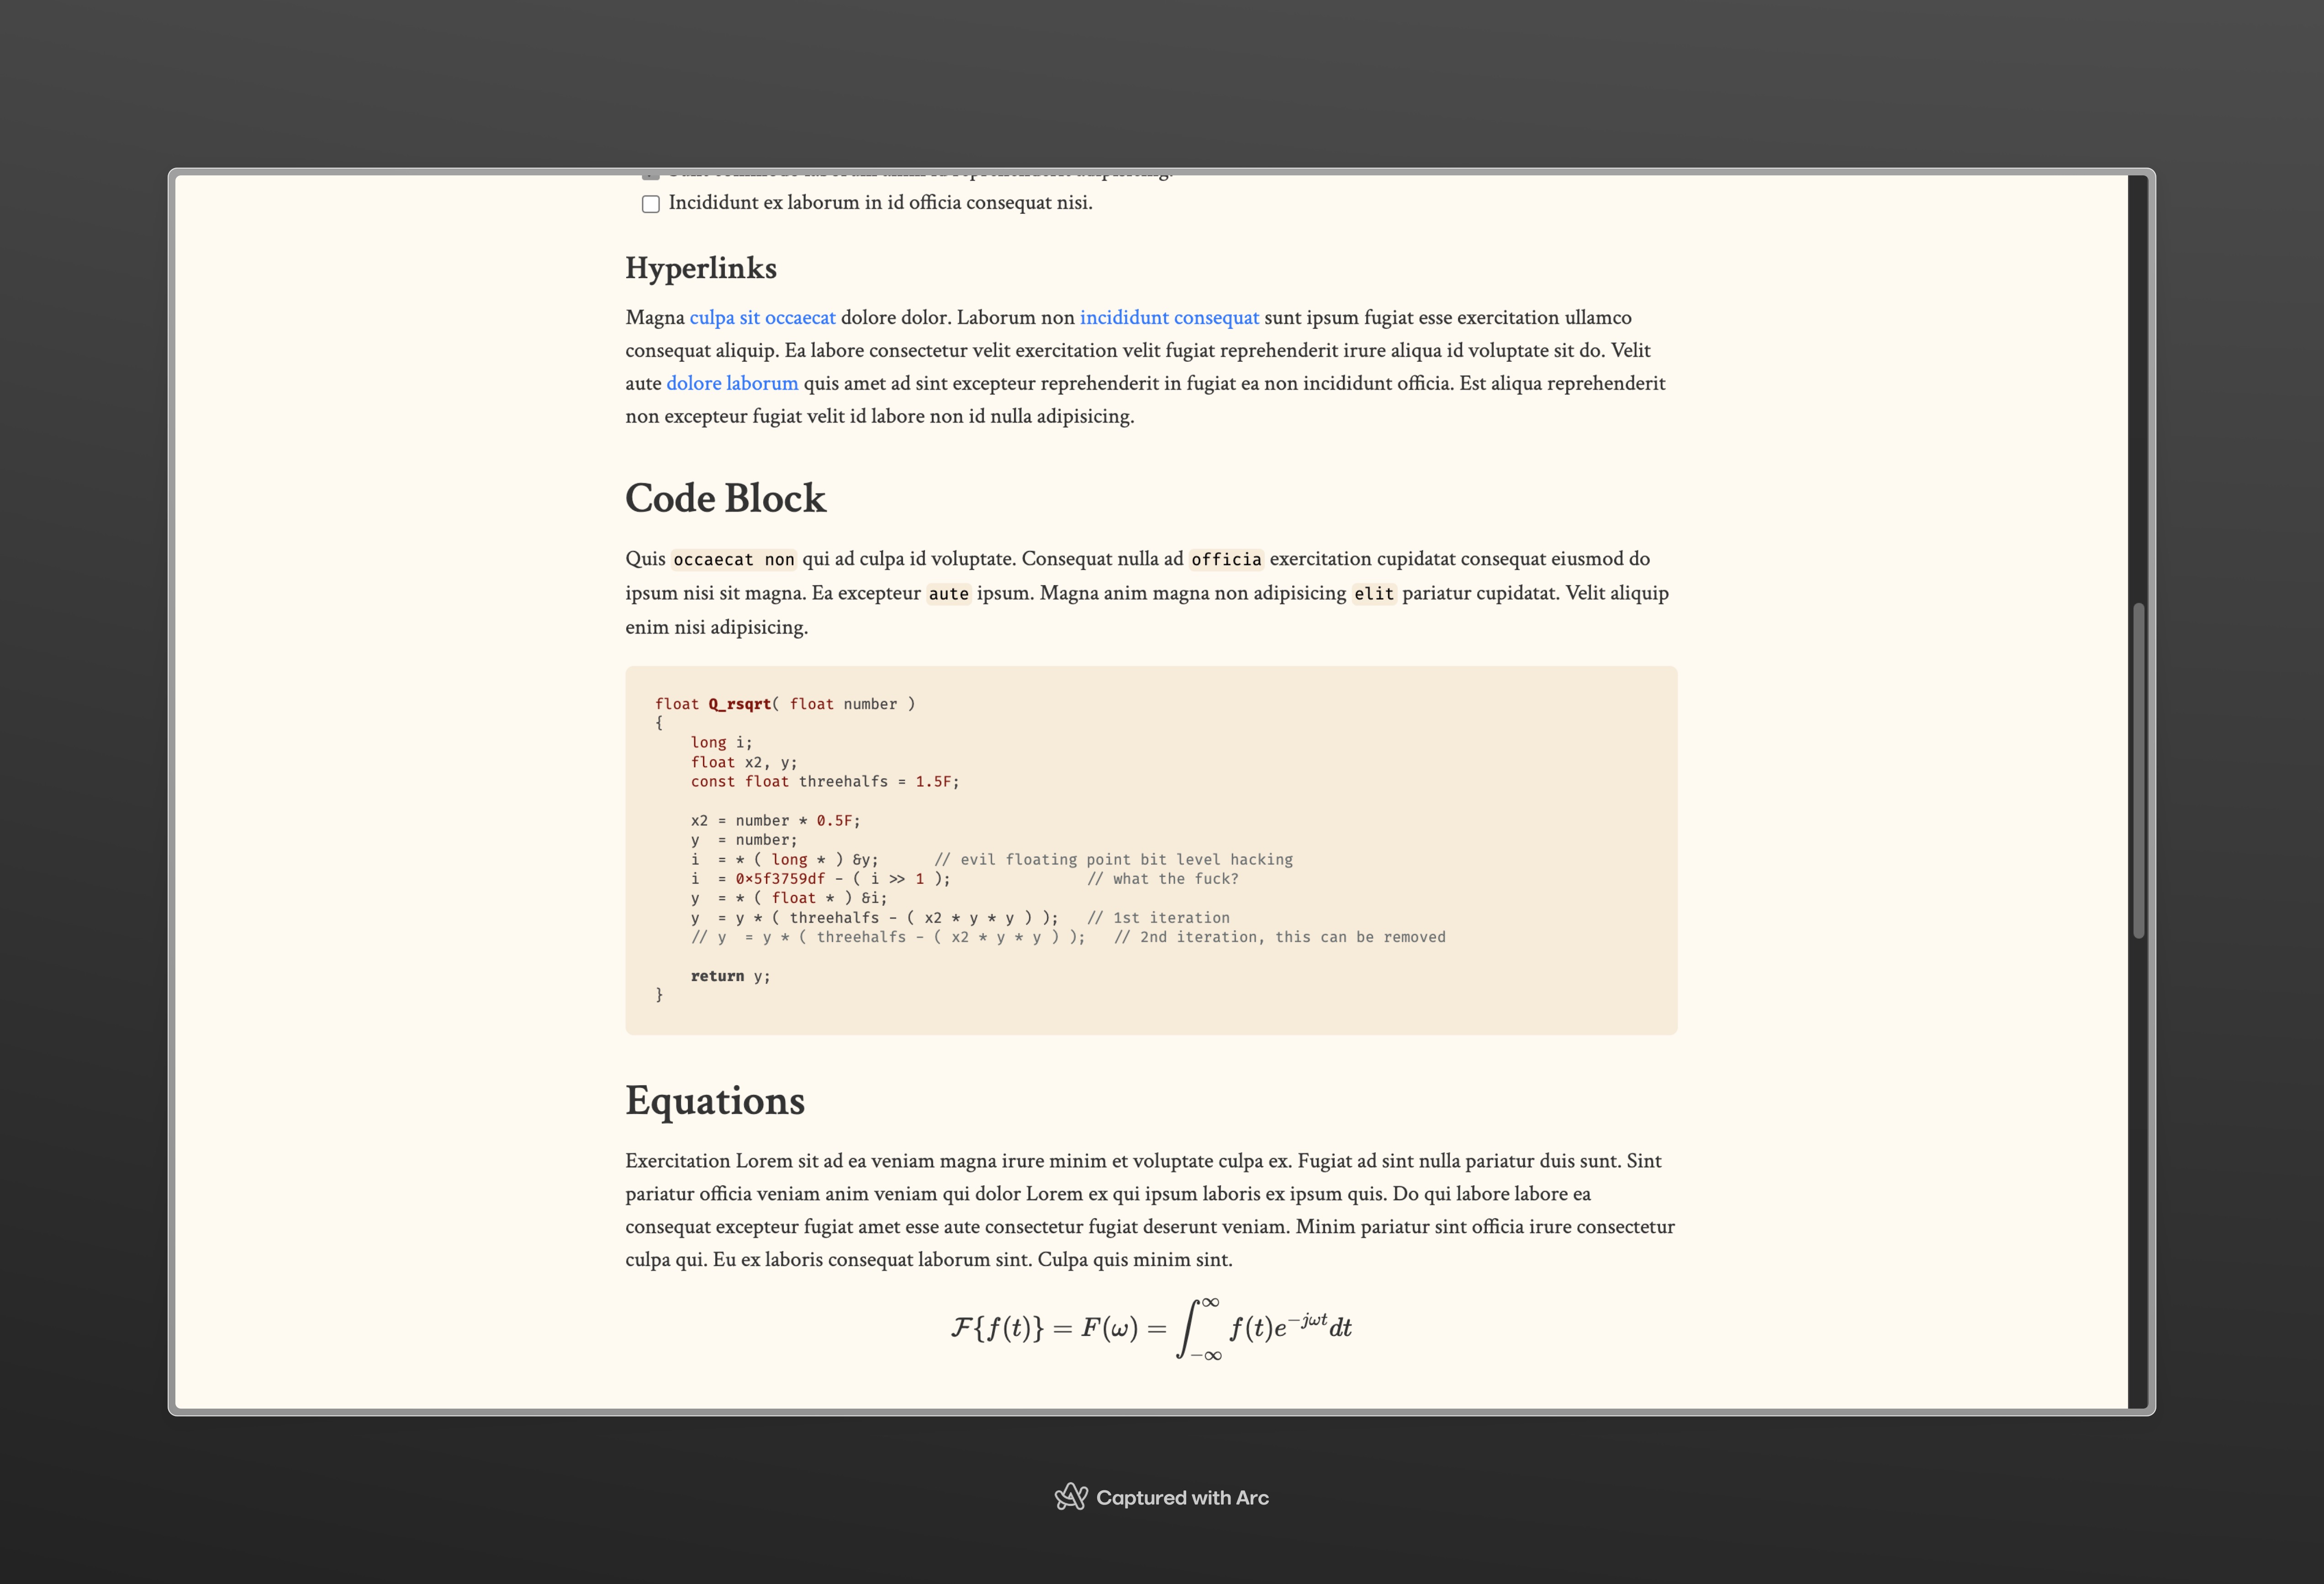 Incididunt ex laborum in id officia consequat nisi.
Hyperlinks
Magna culpa sit occaecat dolore dolor. Laborum non incididunt consequat sunt ipsum fugiat esse exercitation ullamco
consequat aliquip. Ea labore consectetur velit exercitation velit fugiat reprehenderit irure aliqua id voluptate sit do. Velit
aute dolore laborum quis amet ad sint excepteur reprehenderit in fugiat ea non incididunt officia. Est aliqua reprehenderit
non excepteur fugiat velit id labore non id nulla adipisicing.
Code Block
Quis occaecat non qui ad culpa id voluptate. Consequat nulla ad officia exercitation cupidatat consequat eiusmod do
ipsum nisi sit magna. Ea excepteur aute ipsum. Magna anim magna non adipisicing elit pariatur cupidatat. Velit aliquip
enim nisi adipisicing.
float Q_rsqrt( float number )
{
    long i;
    float x2, y;
    const float threehalfs = 1.5F;
    x2 = number * 0.5F;
    y  = number;
    i  = * ( long * ) &y;      // evil floating point bit level hacking
    i  = 0x5f3759df - ( i >> 1 );               // what the fuck?
    y  = * ( float * ) &i;
    y  = y * ( threehalfs - ( x2 * y * y ) );   // 1st iteration
    // y  = y * ( threehalfs - ( x2 * y * y ) );   // 2nd iteration, this can be removed
    return y;
}
Equations
Exercitation Lorem sit ad ea veniam magna irure minim et voluptate culpa ex. Fugiat ad sint nulla pariatur duis sunt. Sint
pariatur officia veniam anim veniam qui dolor Lorem ex qui ipsum laboris ex ipsum quis. Do qui labore labore ea
consequat excepteur fugiat amet esse aute consectetur fugiat deserunt veniam. Minim pariatur sint officia irure consectetur
culpa qui. Eu ex laboris consequat laborum sint. Culpa quis minim sint.
ℱ{f(t)} = F(ω) = ∫_{−∞}^{∞} f(t)e^{−jωt}dt
Captured with Arc